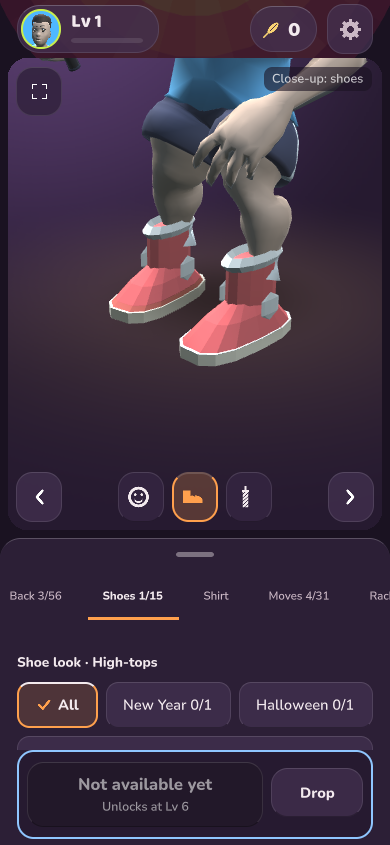 Lv 1
0
Close-up: shoes
Back 3/56
Shoes 1/15
Shirt
Moves 4/31
Shoe look · High-tops
All
New Year 0/1
Halloween 0/1
Not available yet
Unlocks at Lv 6
Drop